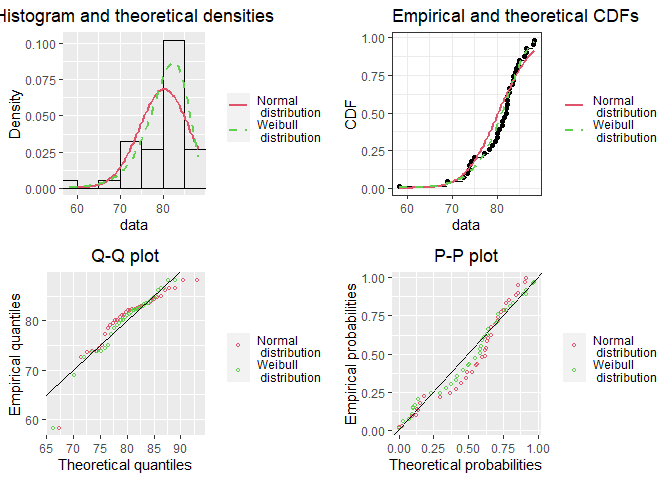 Histogram and theoretical densities
Density
0.100
0.075
0.050
0.025
0.000
60 70 80
data
Normal
distribution
Weibull
distribution
Empirical and theoretical CDFs
CDF
1.00
0.75
0.50
0.25
0.00
60 70 80
data
Normal
distribution
Weibull
distribution
Q-Q plot
Empirical quantiles
80
70
60
65 70 75 80 85 90
Theoretical quantiles
Normal
distribution
Weibull
distribution
P-P plot
Empirical probabilities
1.00
0.75
0.50
0.25
0.00
0.00 0.25 0.50 0.75 1.00
Theoretical probabilities
Normal
distribution
Weibull
distribution